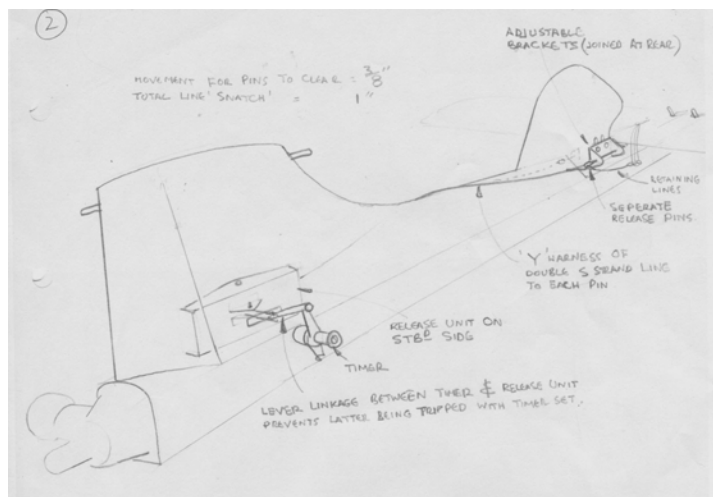 2
ADJUSTABLE
BRACKETS (JOINED AT REAR)
MOVEMENT FOR PINS TO CLEAR = 3/8"
TOTAL LINE 'SNATCH' = 1"
RETAINING
LINES
SEPERATE
RELEASE PINS.
'Y' HARNESS OF
DOUBLE 5 STRAND LINE
TO EACH PIN
RELEASE UNIT ON
STBD SIDE
TIMER
LEVER LINKAGE BETWEEN TIMER & RELEASE UNIT
PREVENTS LATTER BEING TRIPPED WITH TIMER SET.